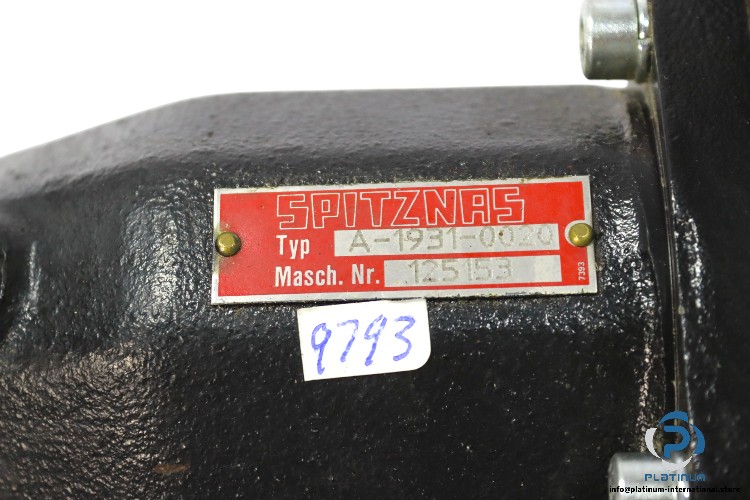 SPITZNAS
Typ A-1931-0020
Masch. Nr. 125153
7393
9793
PLATINUM
info@platinum-international.store